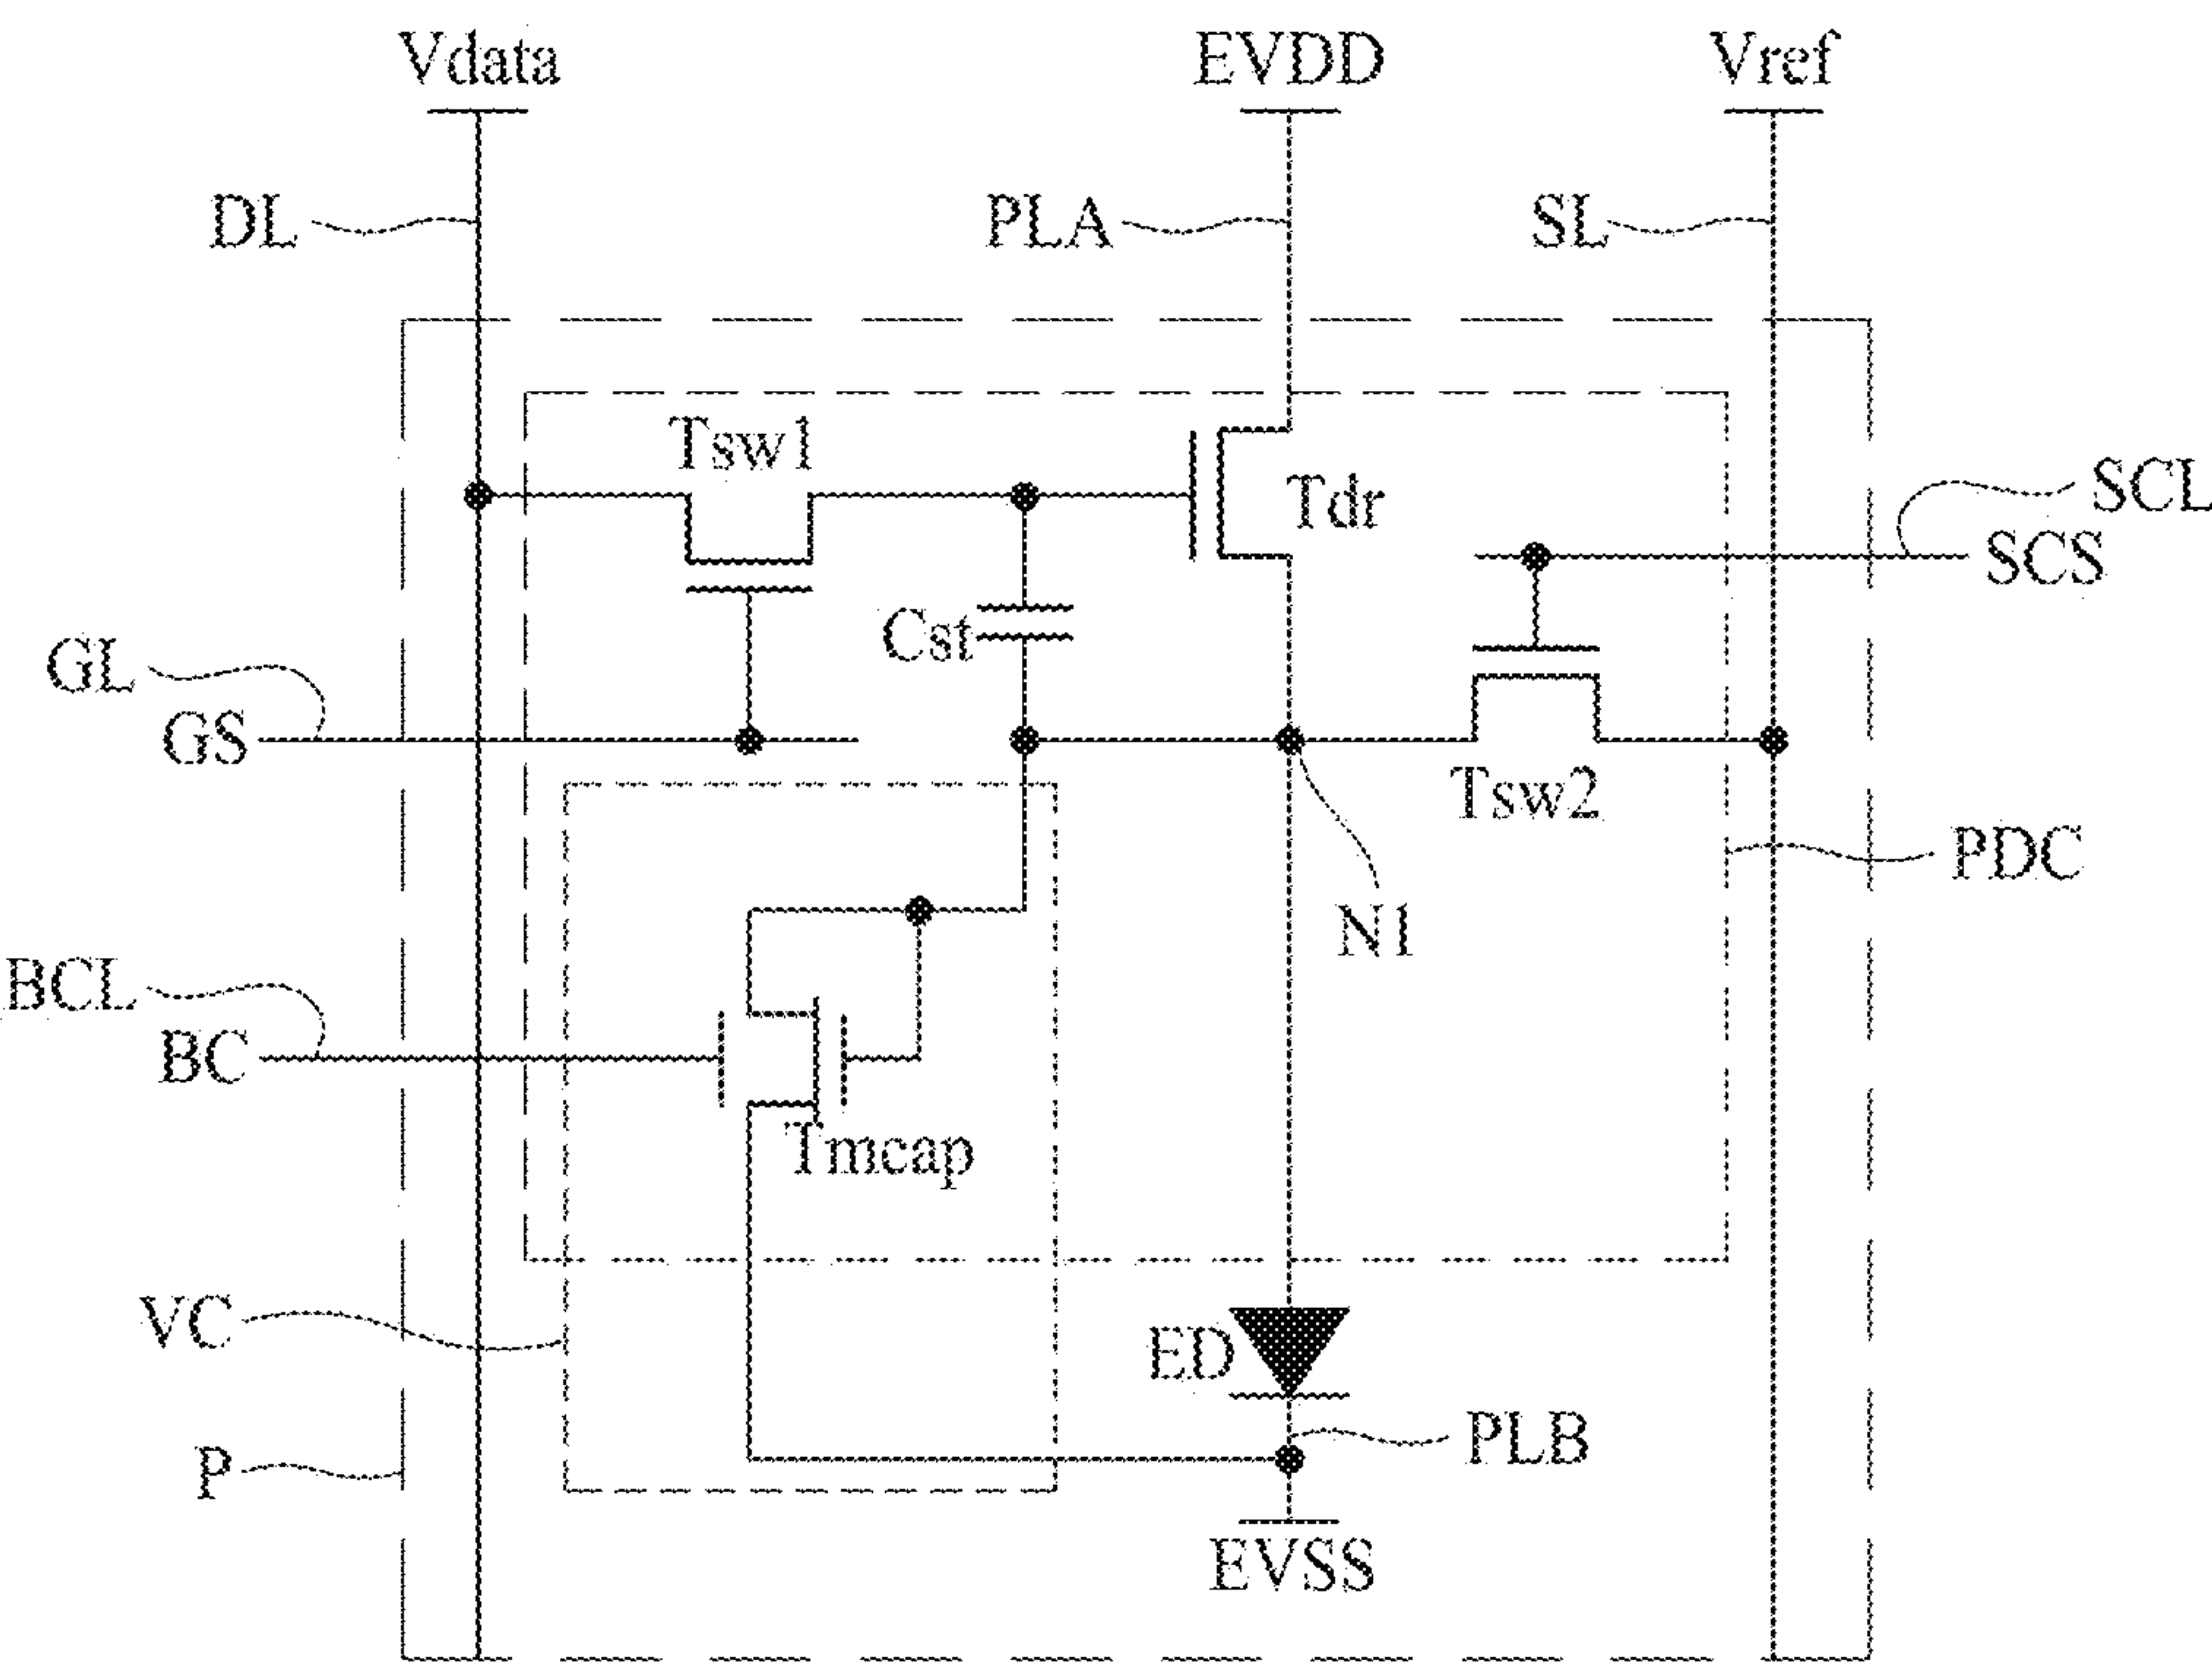 Vdata
EVDD
Vref
DL
PLA
SL
Tsw1
Tdr
SCL
SCS
Cst
GL
GS
Tsw2
PDC
N1
BCL
BC
Tmcap
VC
ED
PLB
P
EVSS